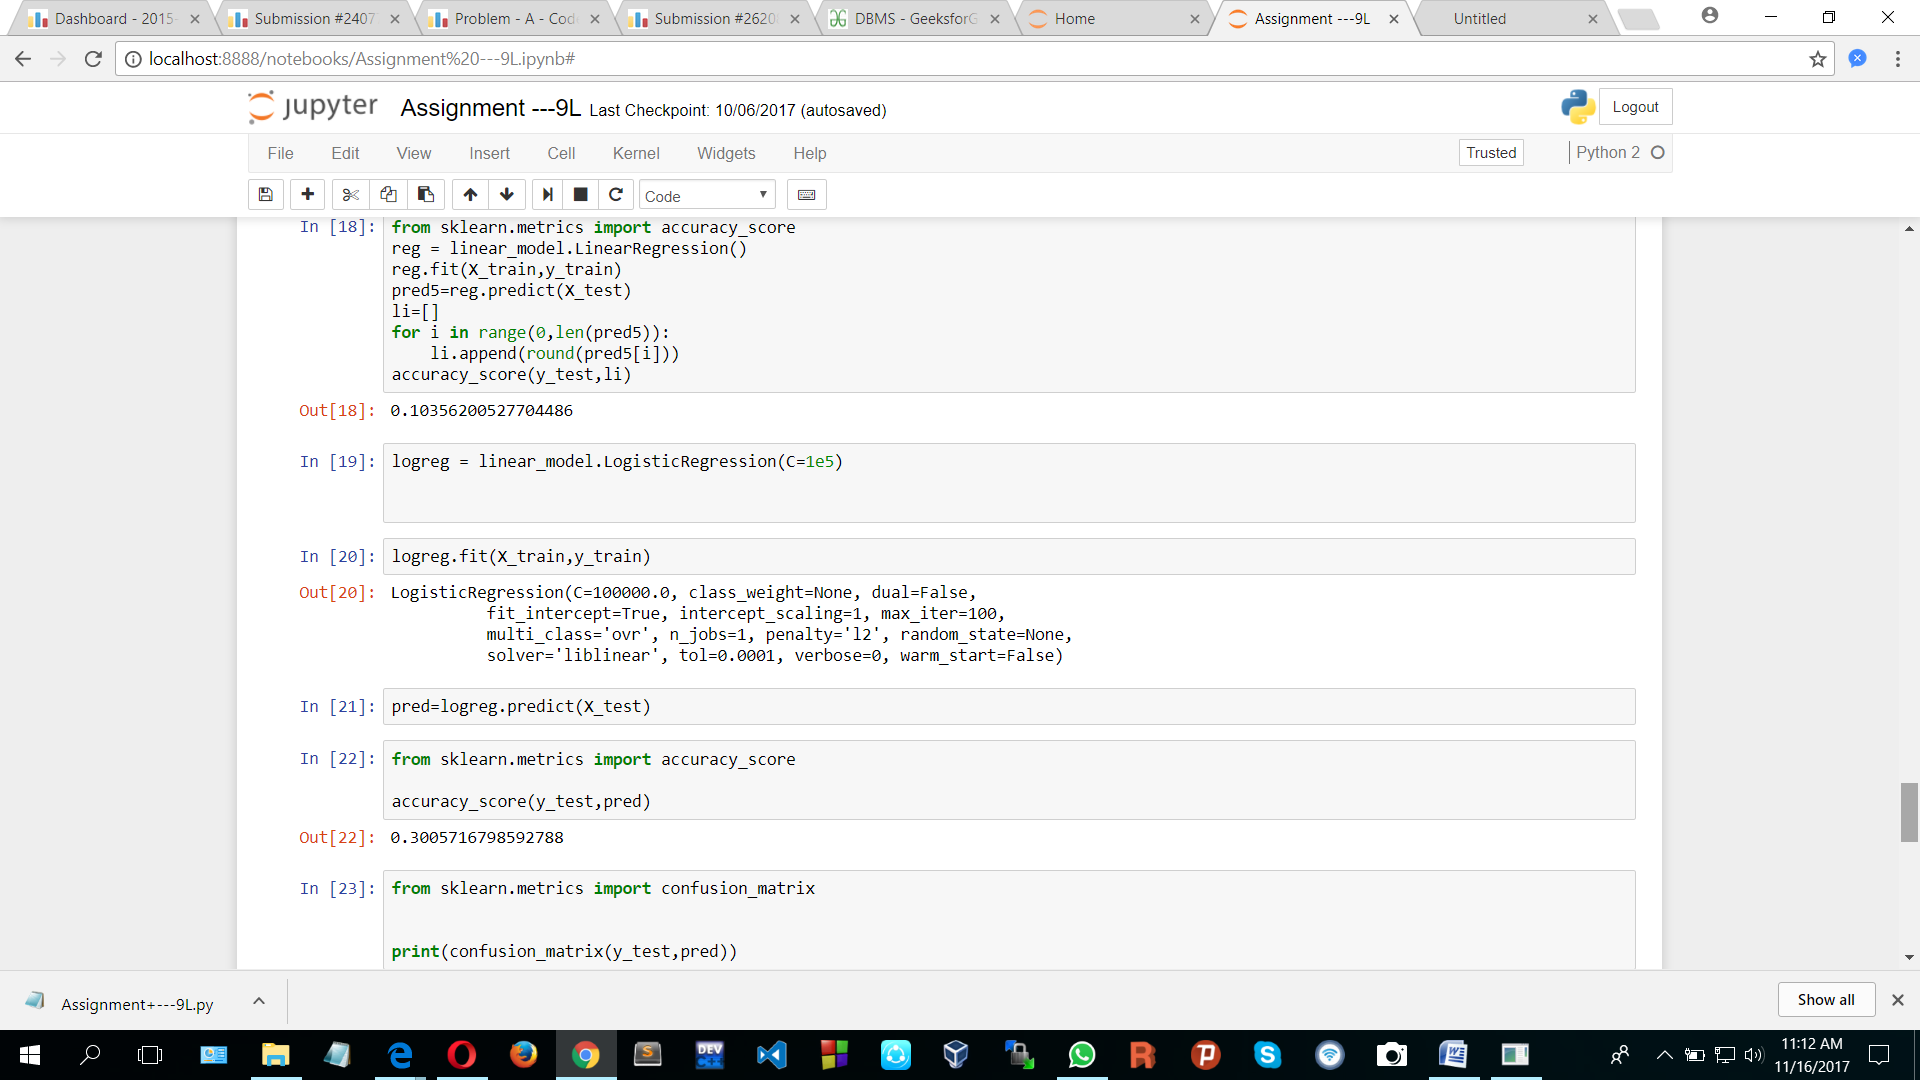 Dashboard - 2015-
Submission #2407
Problem - A - Cod
Submission #2620
DBMS - GeeksforG
Home
Assignment ---9L
Untitled
localhost:8888/notebooks/Assignment%20---9L.ipynb#
jupyter
Assignment ---9L Last Checkpoint: 10/06/2017 (autosaved)
Logout
File Edit View Insert Cell Kernel Widgets Help
Trusted
Python 2
Code
In [18]: from sklearn.metrics import accuracy_score
reg = linear_model.LinearRegression()
reg.fit(X_train,y_train)
pred5=reg.predict(X_test)
li=[]
for i in range(0,len(pred5)):
    li.append(round(pred5[i]))
accuracy_score(y_test,li)
Out[18]: 0.10356200527704486
In [19]: logreg = linear_model.LogisticRegression(C=1e5)
In [20]: logreg.fit(X_train,y_train)
Out[20]: LogisticRegression(C=100000.0, class_weight=None, dual=False,
          fit_intercept=True, intercept_scaling=1, max_iter=100,
          multi_class='ovr', n_jobs=1, penalty='l2', random_state=None,
          solver='liblinear', tol=0.0001, verbose=0, warm_start=False)
In [21]: pred=logreg.predict(X_test)
In [22]: from sklearn.metrics import accuracy_score
accuracy_score(y_test,pred)
Out[22]: 0.3005716798592788
In [23]: from sklearn.metrics import confusion_matrix
print(confusion_matrix(y_test,pred))
Assignment+---9L.py
Show all
DEV
11:12 AM
11/16/2017